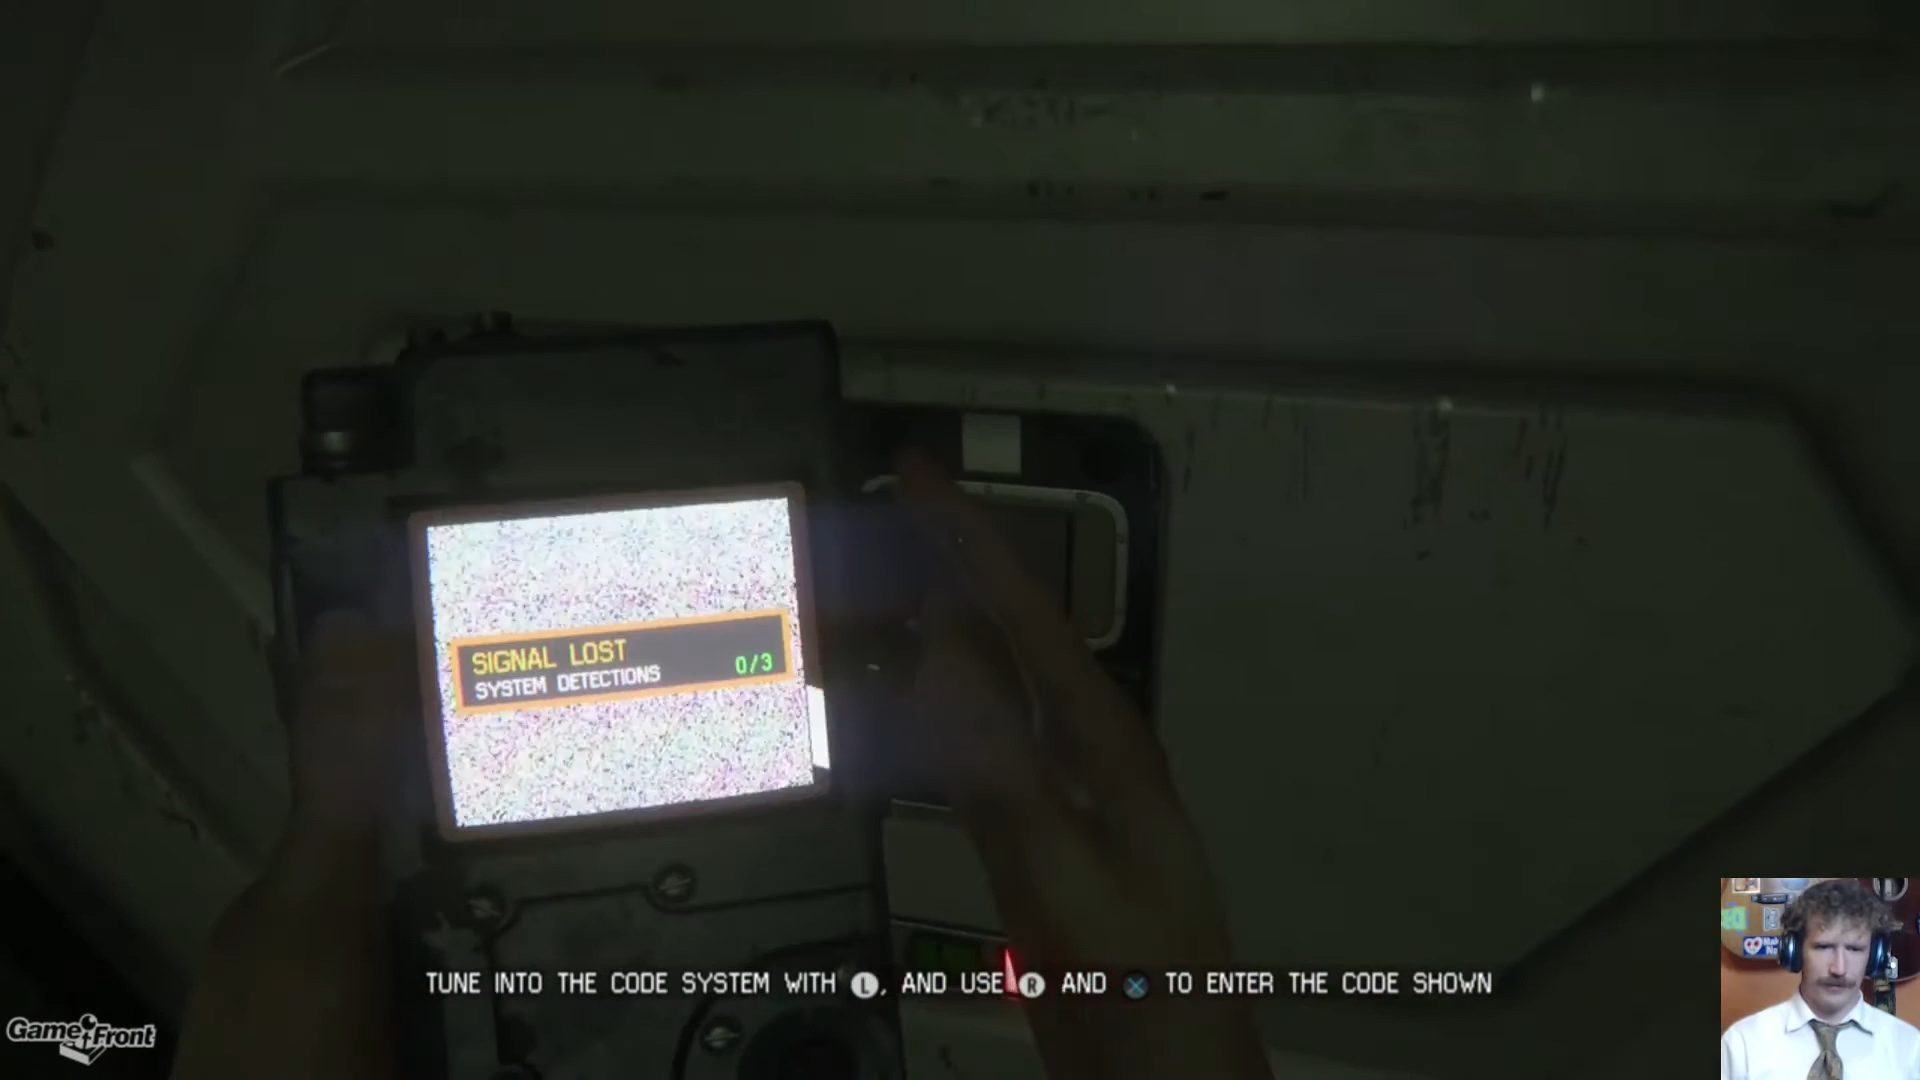 SIGNAL LOST
SYSTEM DETECTIONS 0/3
TUNE INTO THE CODE SYSTEM WITH L, AND USE R AND X TO ENTER THE CODE SHOWN
GameFront